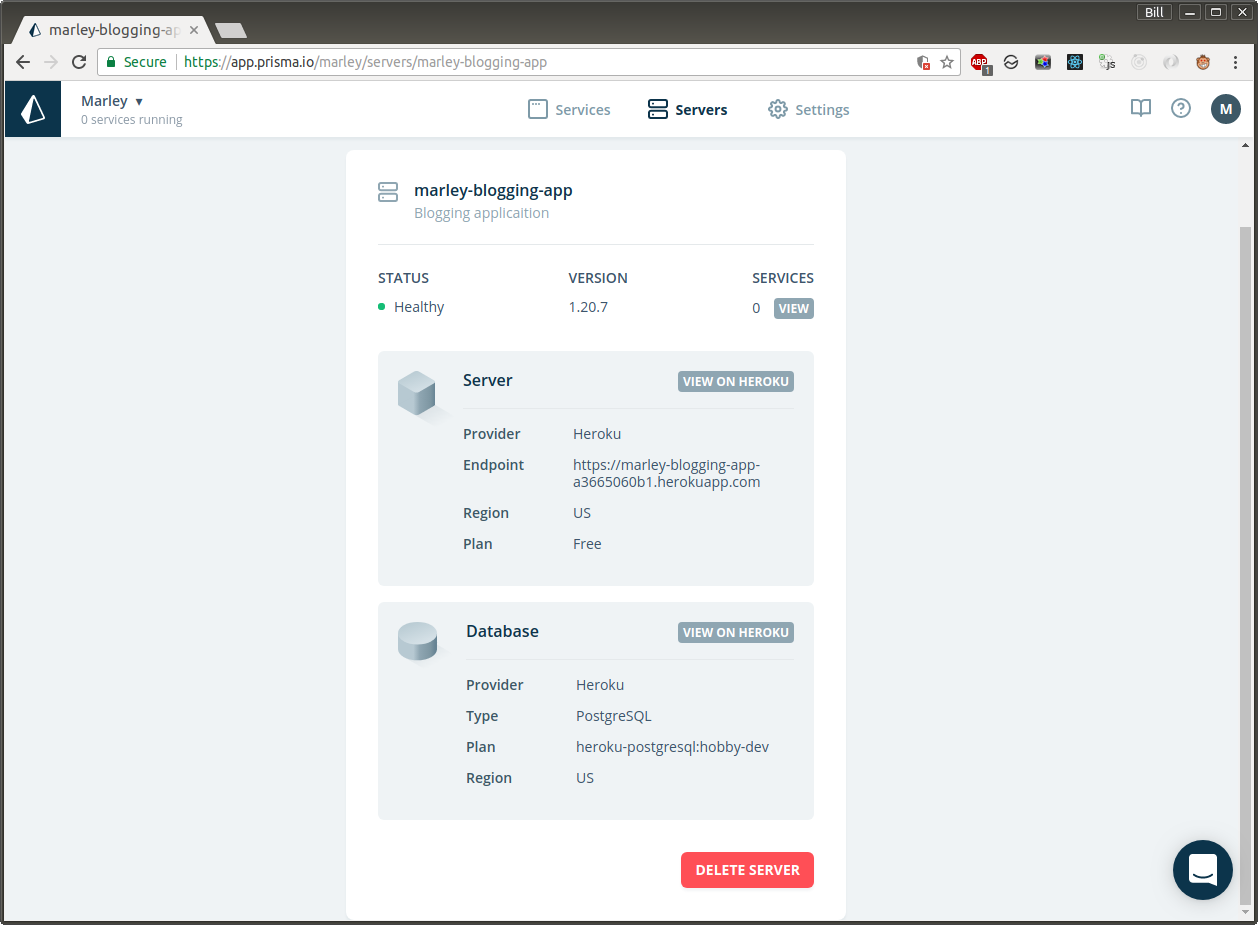 Bill
marley-blogging-ap
Secure https://app.prisma.io/marley/servers/marley-blogging-app
ABP
1
js
Marley ▾
0 services running
Services
Servers
Settings
M
marley-blogging-app
Blogging applicaition
STATUS VERSION SERVICES
Healthy 1.20.7 0 VIEW
Server VIEW ON HEROKU
Provider Heroku
Endpoint https://marley-blogging-app-
a3665060b1.herokuapp.com
Region US
Plan Free
Database VIEW ON HEROKU
Provider Heroku
Type PostgreSQL
Plan heroku-postgresql:hobby-dev
Region US
DELETE SERVER